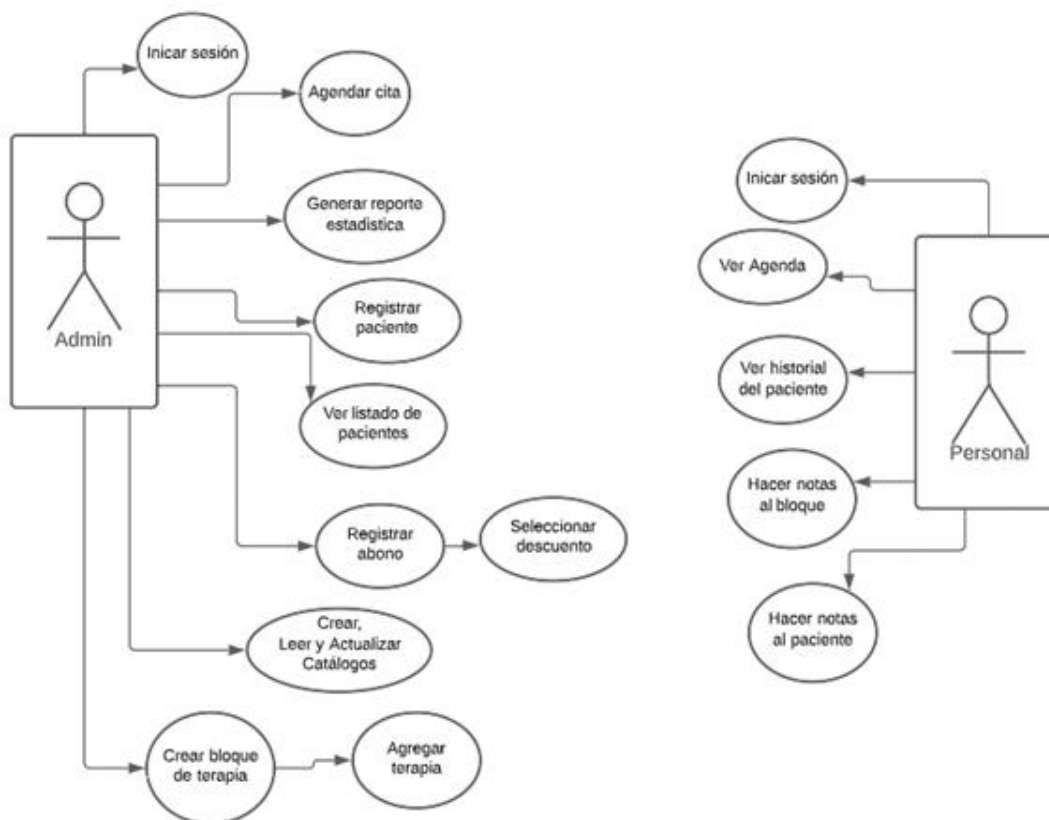 Inicar sesión
Agendar cita
Generar reporte
estadística
Registrar
paciente
Admin
Ver listado de
pacientes
Registrar
abono
Seleccionar
descuento
Crear,
Leer y Actualizar
Catálogos
Crear bloque
de terapia
Agregar
terapia
Inicar sesión
Ver Agenda
Ver historial
del paciente
Personal
Hacer notas
al bloque
Hacer notas
al paciente